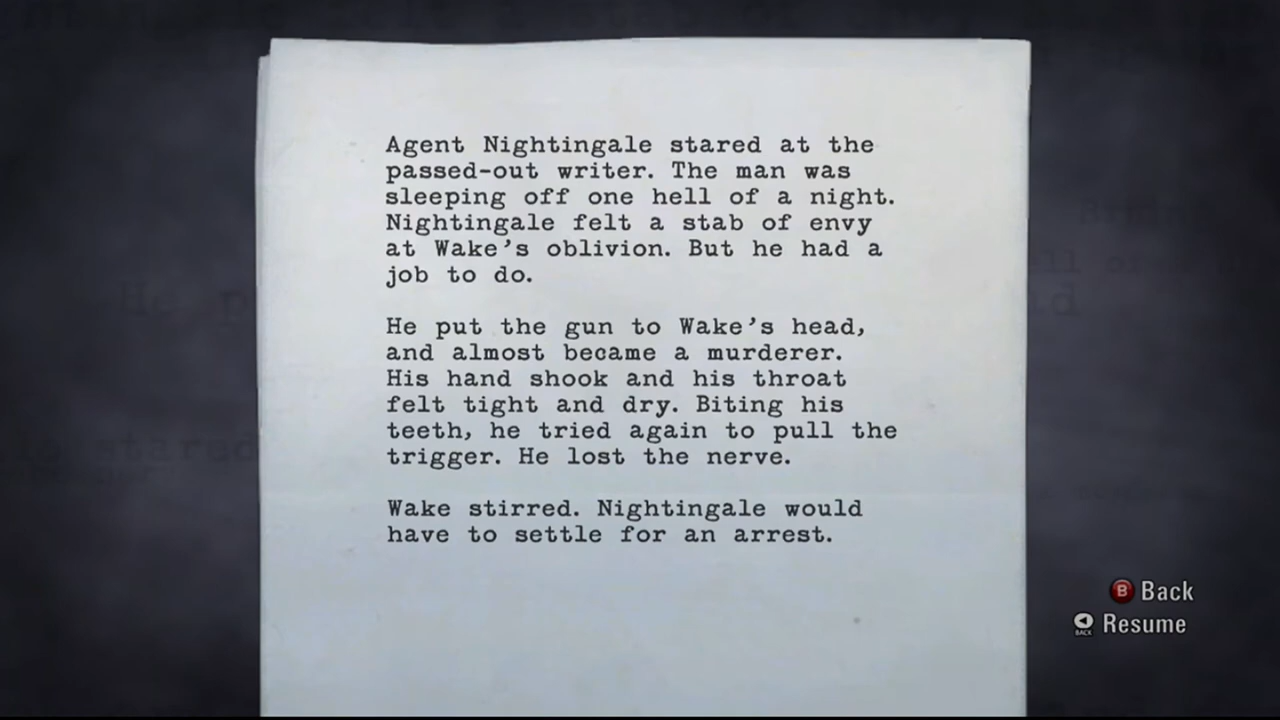 Agent Nightingale stared at the
passed-out writer. The man was
sleeping off one hell of a night.
Nightingale felt a stab of envy
at Wake's oblivion. But he had a
job to do.
He put the gun to Wake's head,
and almost became a murderer.
His hand shook and his throat
felt tight and dry. Biting his
teeth, he tried again to pull the
trigger. He lost the nerve.
Wake stirred. Nightingale would
have to settle for an arrest.
B Back
BACK Resume